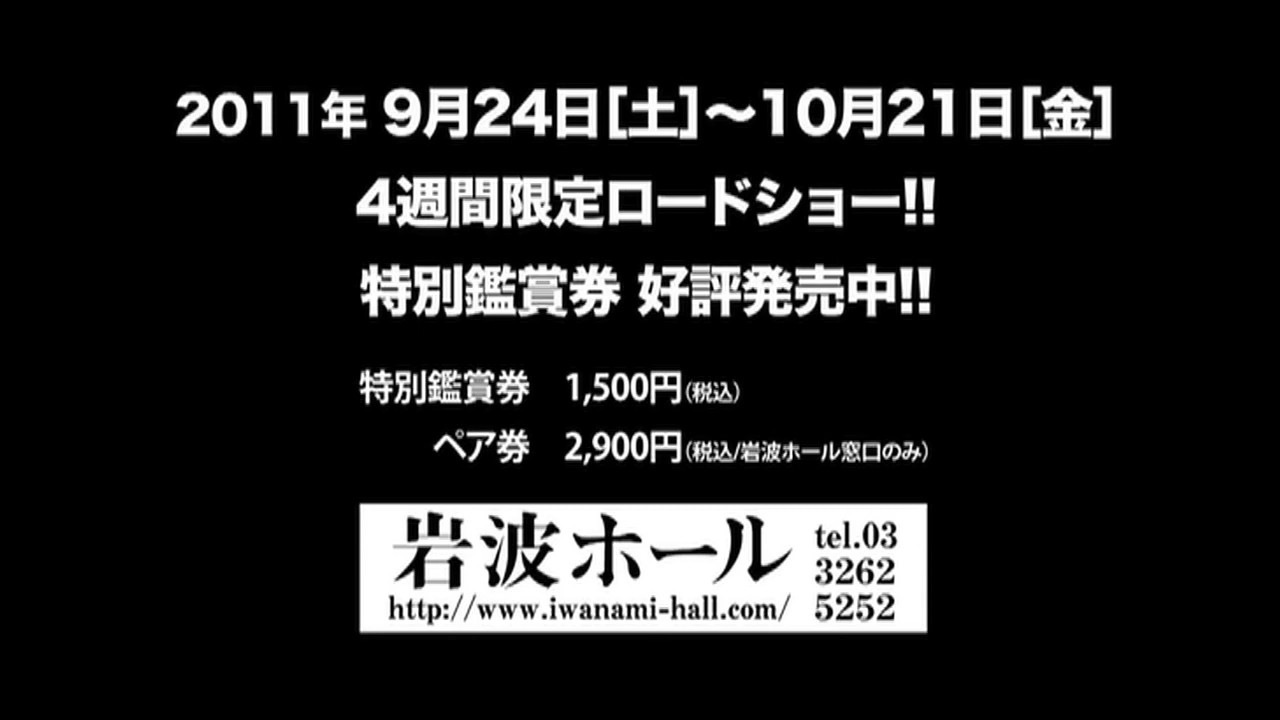 2011年 9月24日[土]～10月21日[金]
4週間限定ロードショー!!
特別鑑賞券 好評発売中!!
特別鑑賞券 1,500円(税込)
ペア券 2,900円(税込/岩波ホール窓口のみ)
岩波ホール
http://www.iwanami-hall.com/
tel.03
3262
5252